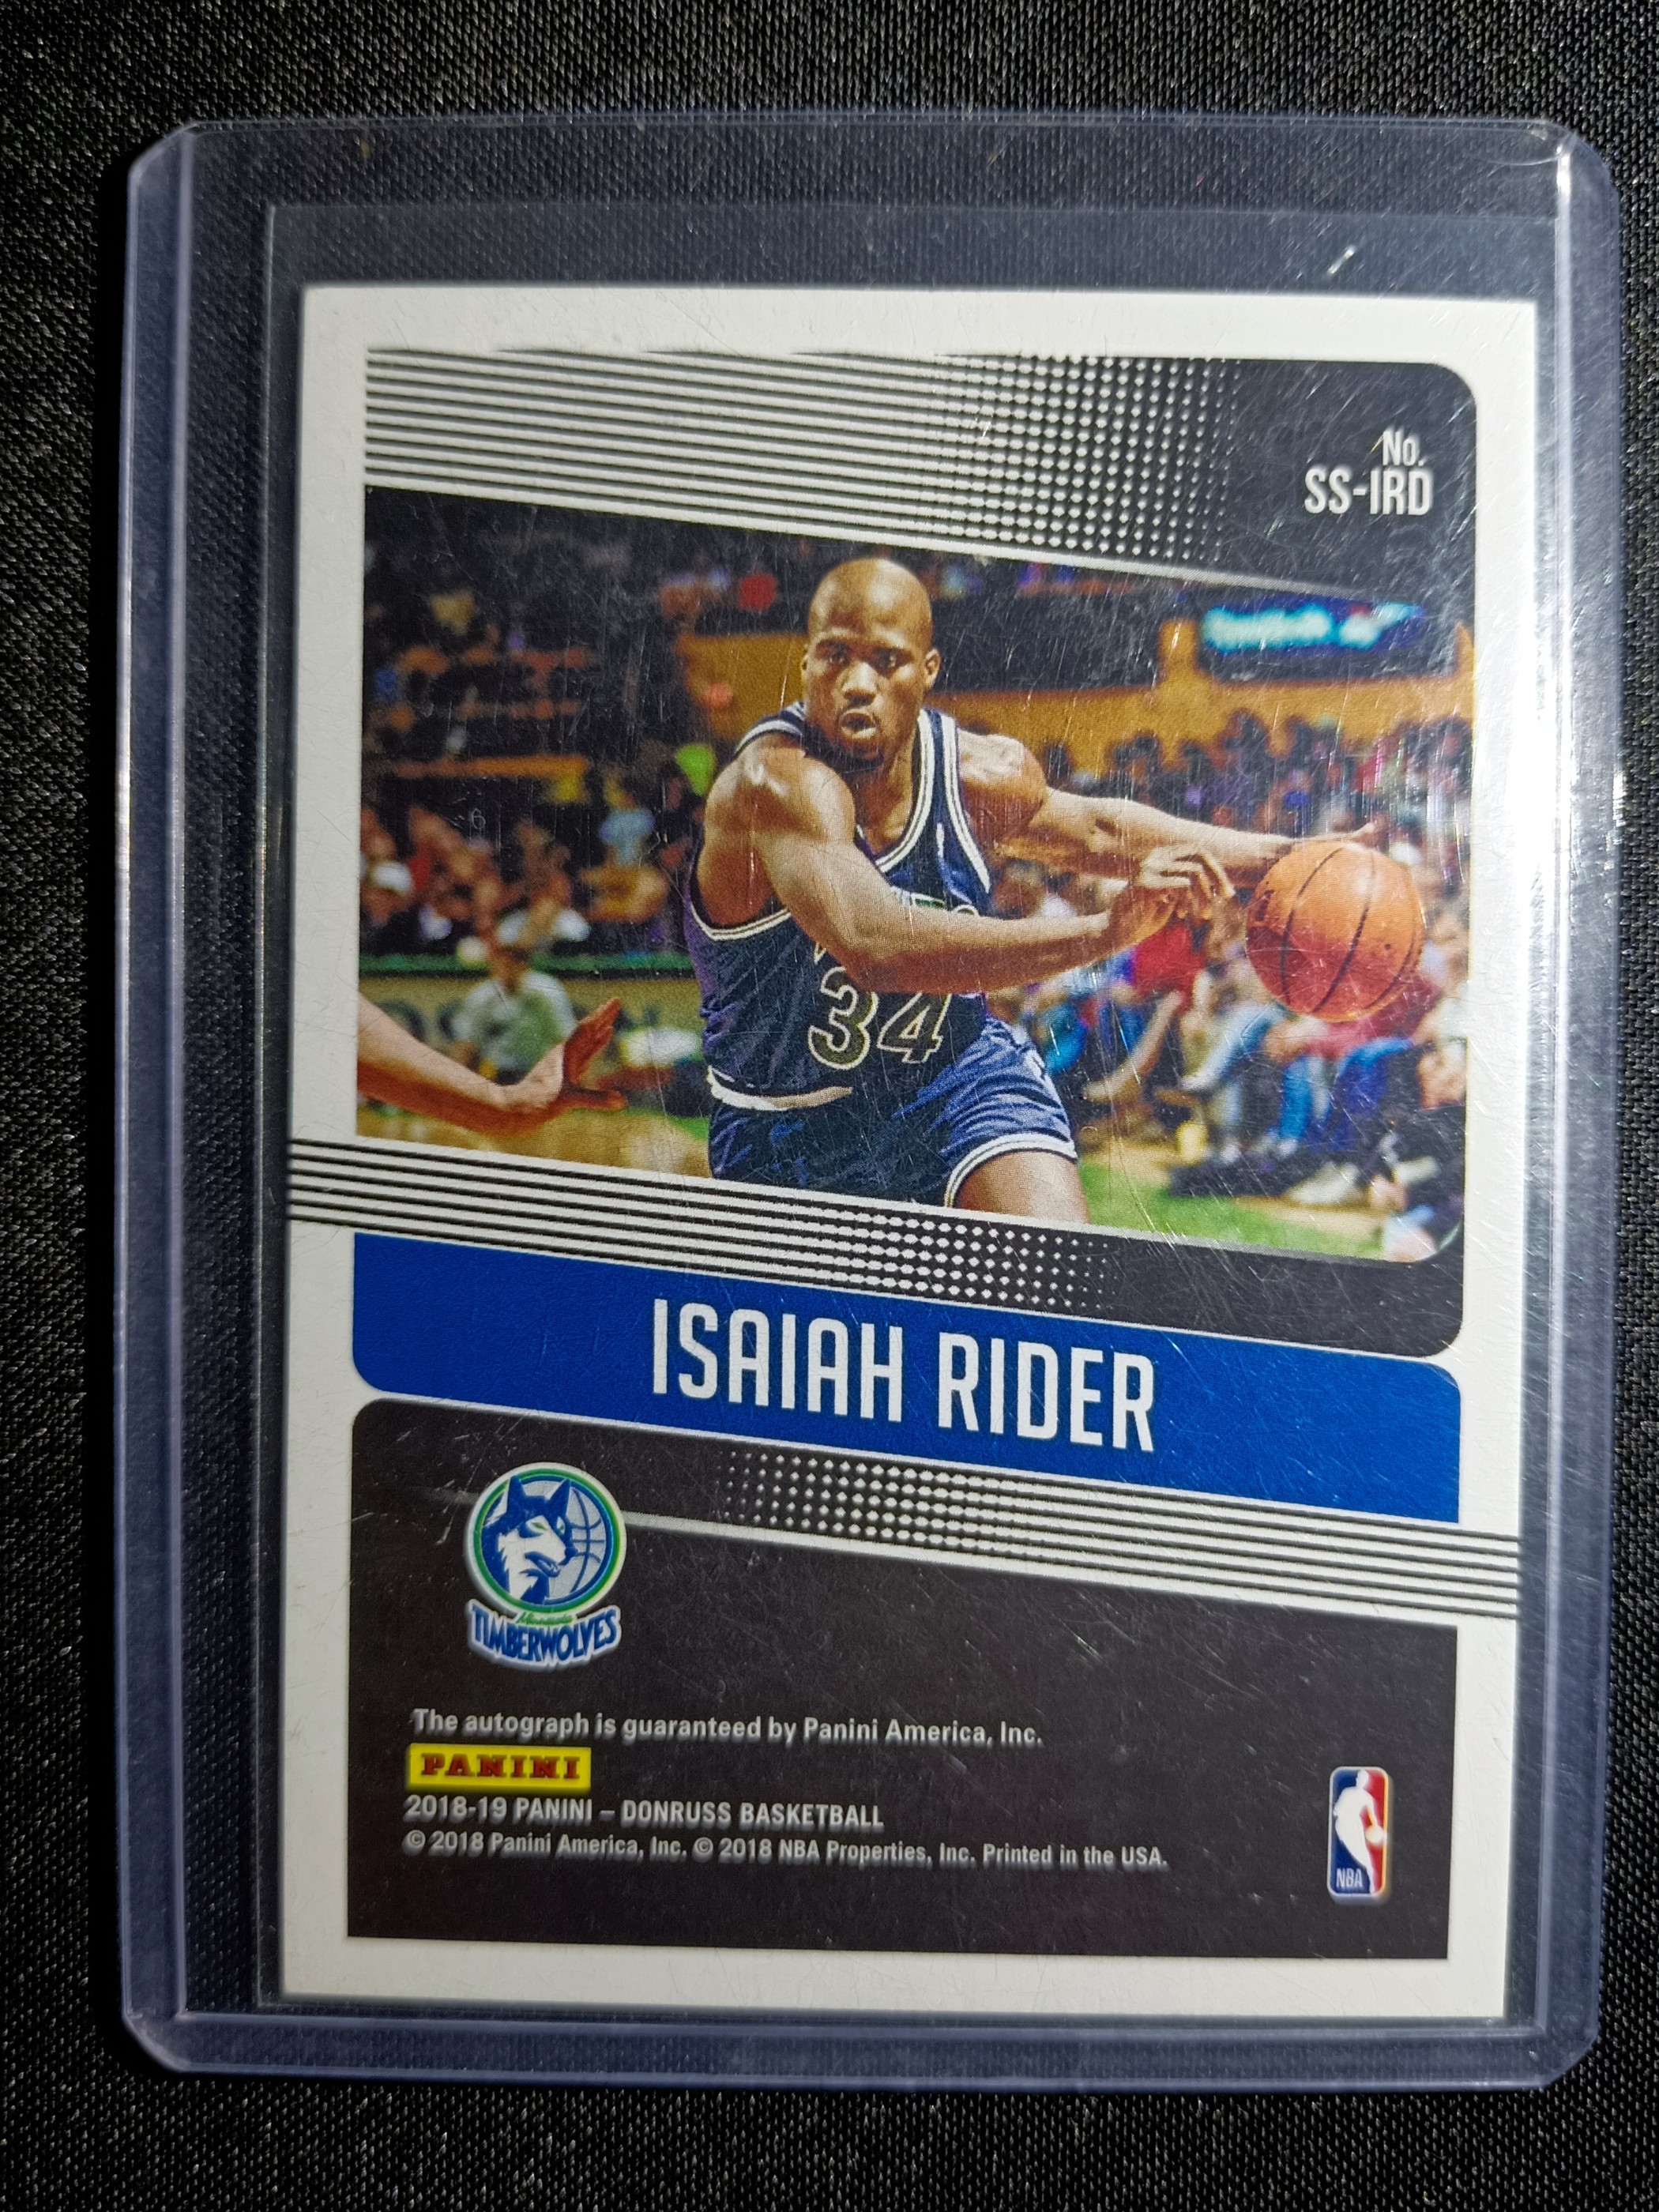 No.
SS-IRD
34
ISAIAH RIDER
Minnesota
TIMBERWOLVES
The autograph is guaranteed by Panini America, Inc.
PANINI
2018-19 PANINI – DONRUSS BASKETBALL
© 2018 Panini America, Inc. © 2018 NBA Properties, Inc. Printed in the USA.
NBA